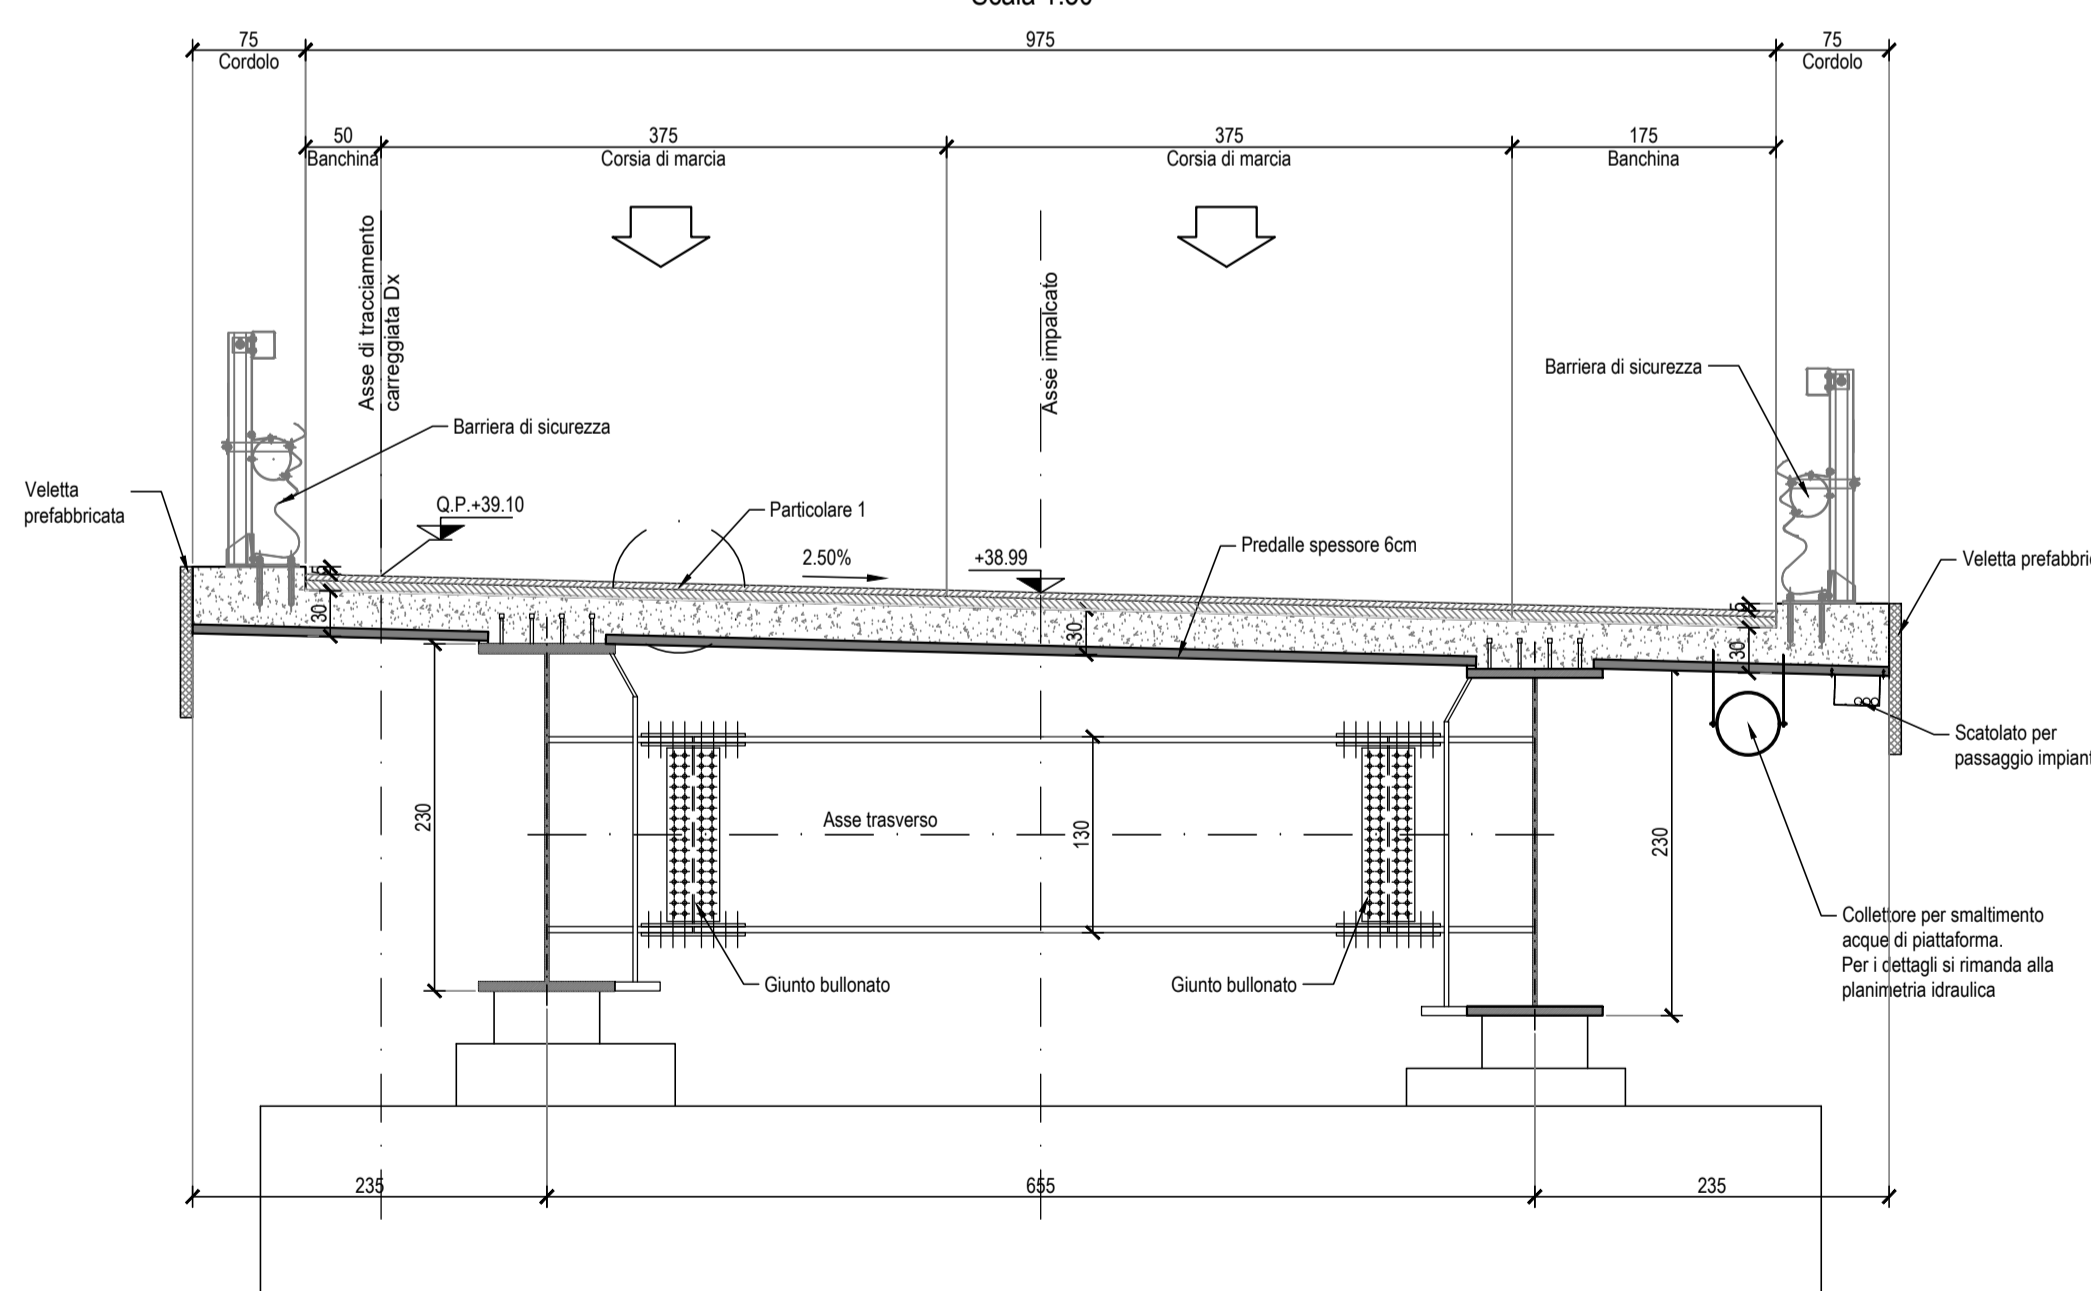 75
975
75
Cordolo
Cordolo
50
375
375
175
Banchina
Corsia di marcia
Corsia di marcia
Banchina
Asse di tracciamento
carreggiata Dx
Asse impalcato
Barriera di sicurezza
Barriera di sicurezza
Veletta
prefabbricata
Q.P.+39.10
Particolare 1
2.50%
+38.99
Predalle spessore 6cm
Veletta prefabbri
5
30
30
5
30
Scatolato per
passaggio impiant
230
Asse trasverso
130
230
Giunto bullonato
Giunto bullonato
Collettore per smaltimento
acque di piattaforma.
Per i dettagli si rimanda alla
planimetria idraulica
235
655
235